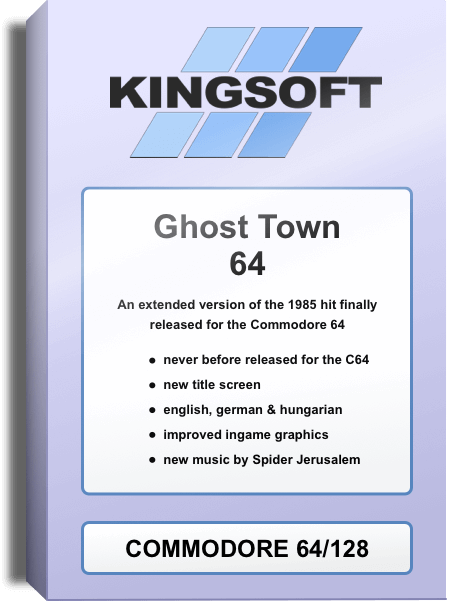 KINGSOFT
Ghost Town
64
An extended version of the 1985 hit finally
released for the Commodore 64
● never before released for the C64
● new title screen
● english, german & hungarian
● improved ingame graphics
● new music by Spider Jerusalem
COMMODORE 64/128